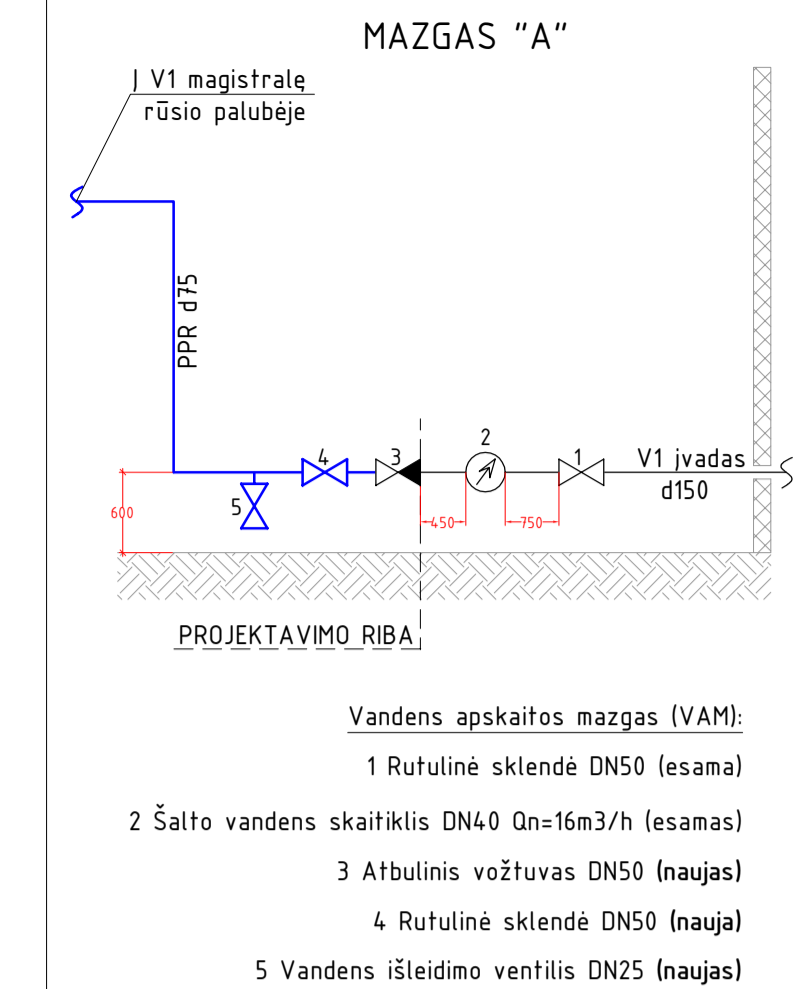 MAZGAS "A"
Į V1 magistralę
rūsio palubėje
PPR d75
4
3
2
1
5
V1 įvadas
d150
600
450
750
PROJEKTAVIMO RIBA
Vandens apskaitos mazgas (VAM):
1 Rutulinė sklendė DN50 (esama)
2 Šalto vandens skaitiklis DN40 Qn=16m3/h (esamas)
3 Atbulinis vožtuvas DN50 (naujas)
4 Rutulinė sklendė DN50 (nauja)
5 Vandens išleidimo ventilis DN25 (naujas)